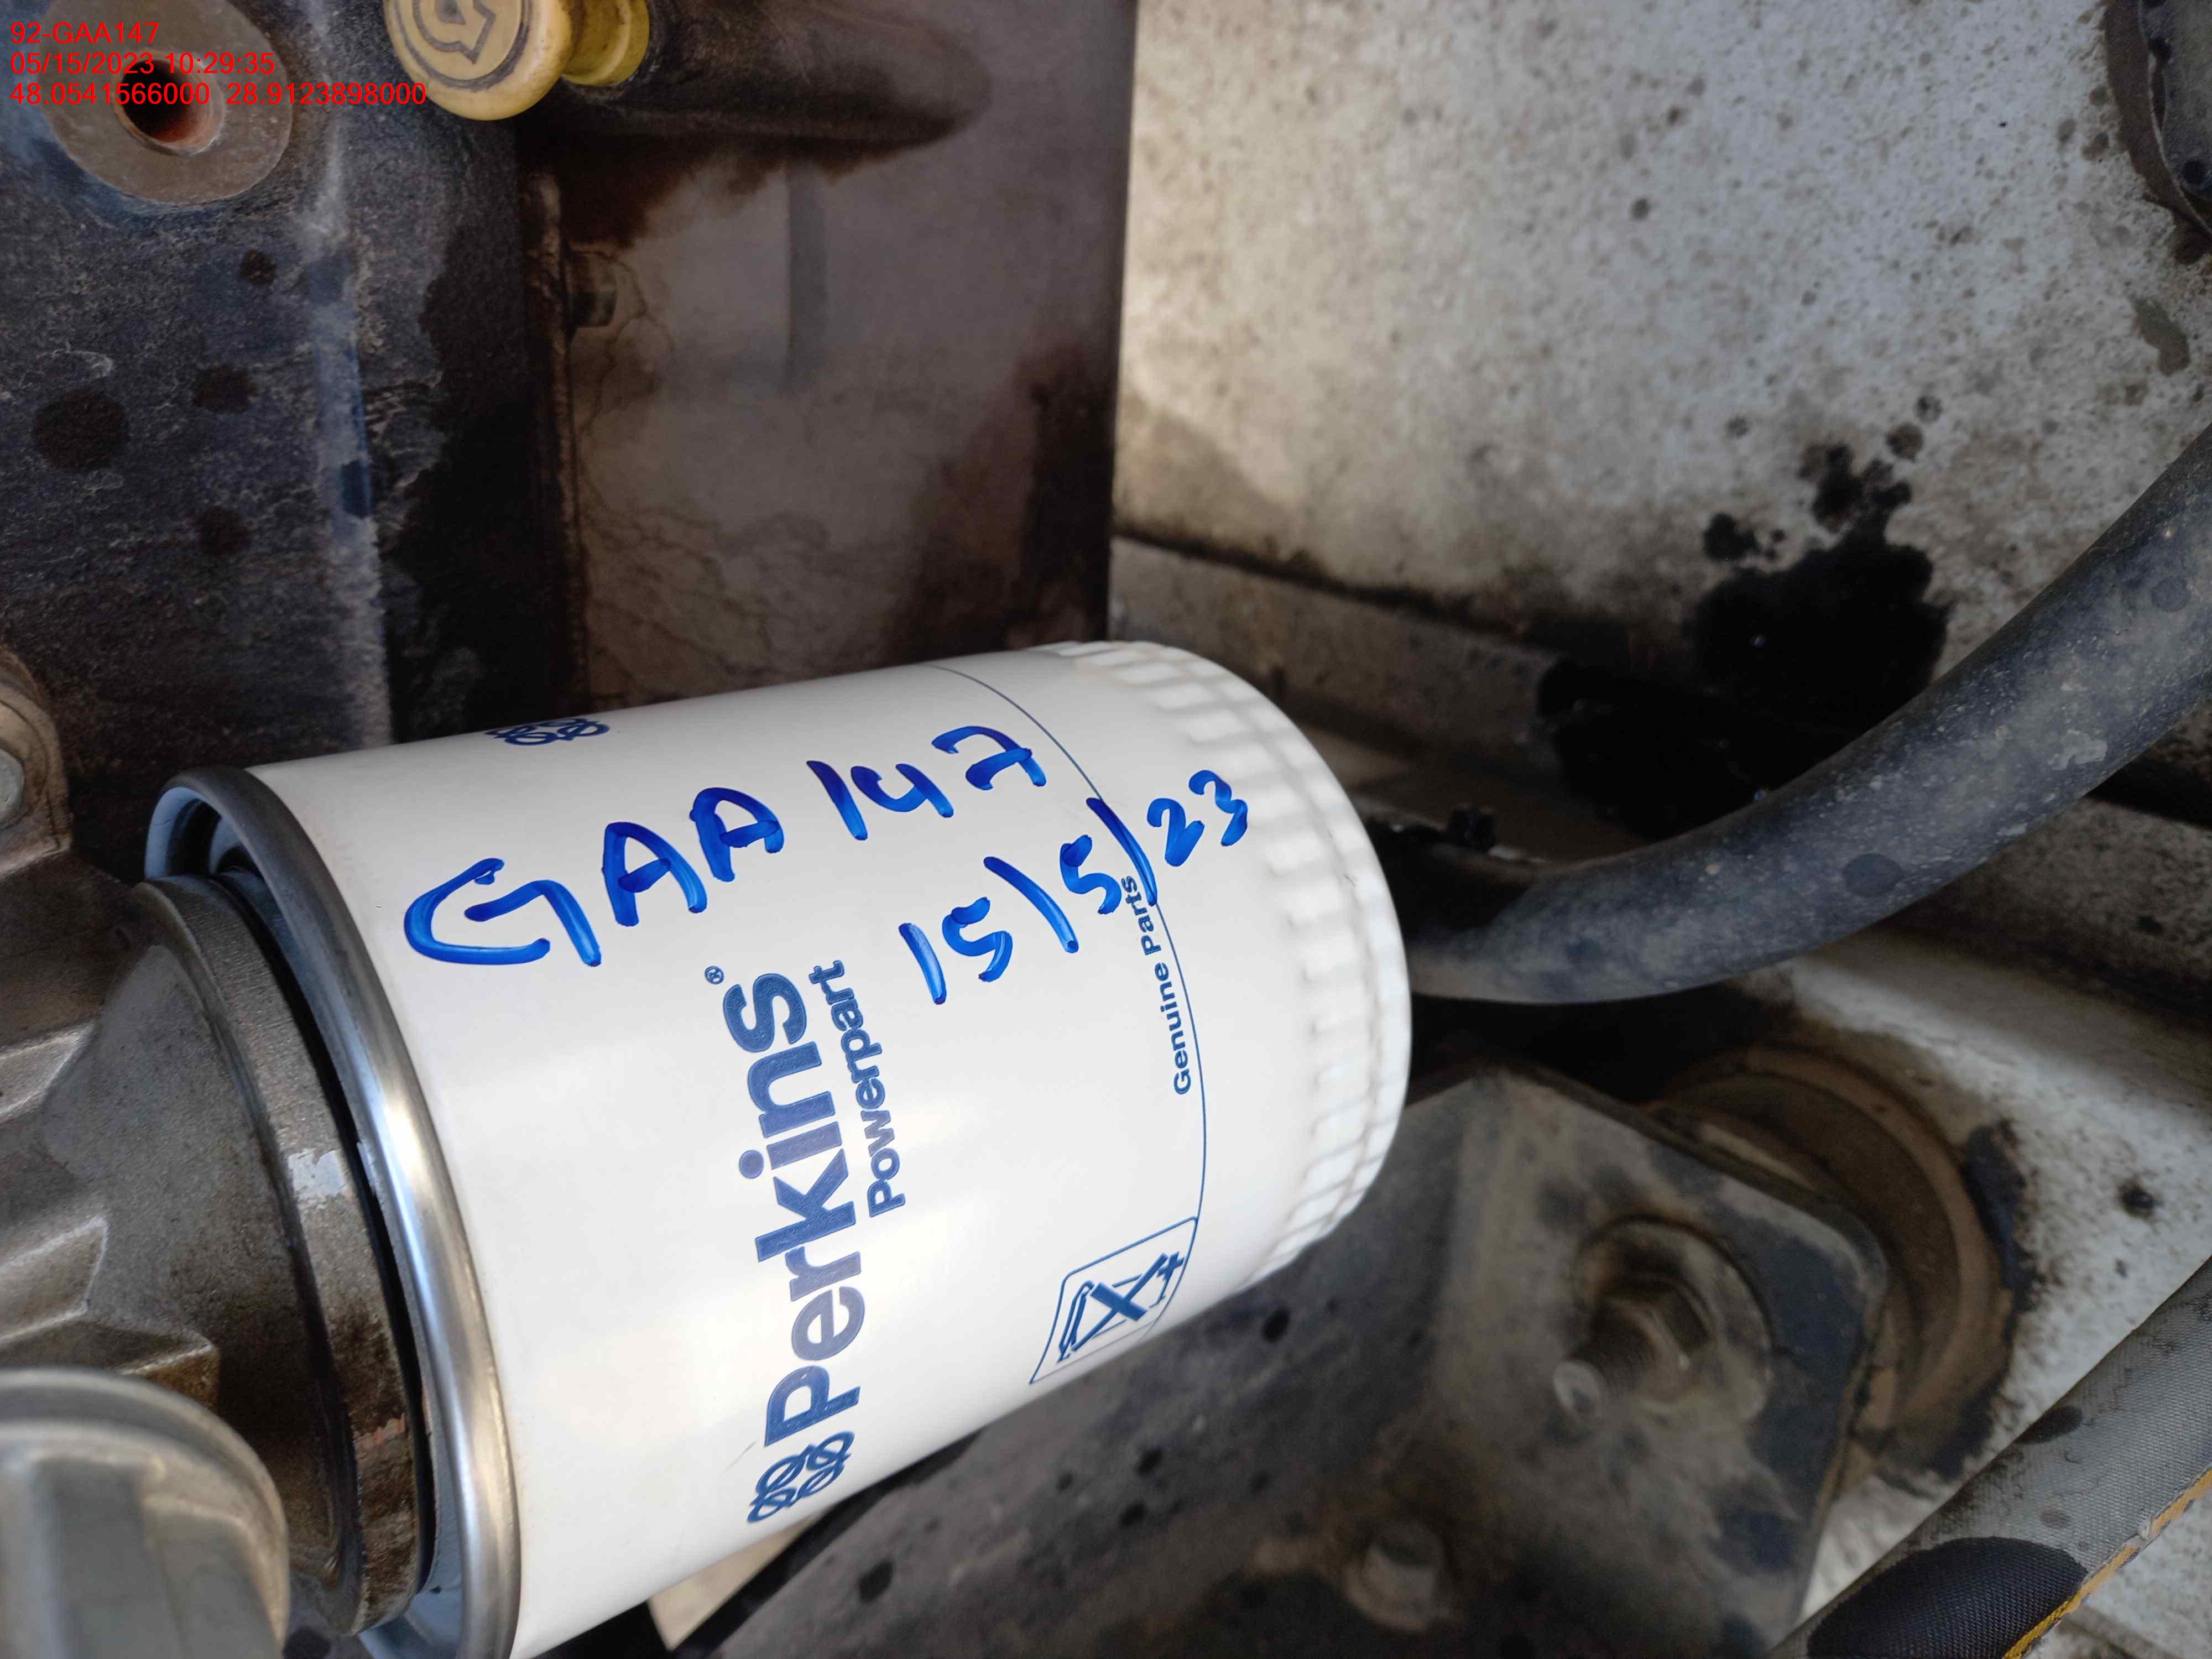 92-GAA147
05/15/2023 10:29:35
48.0541566000 28.9123898000
GAA 147
15/5/23
Perkins®
Powerpart
Genuine Parts